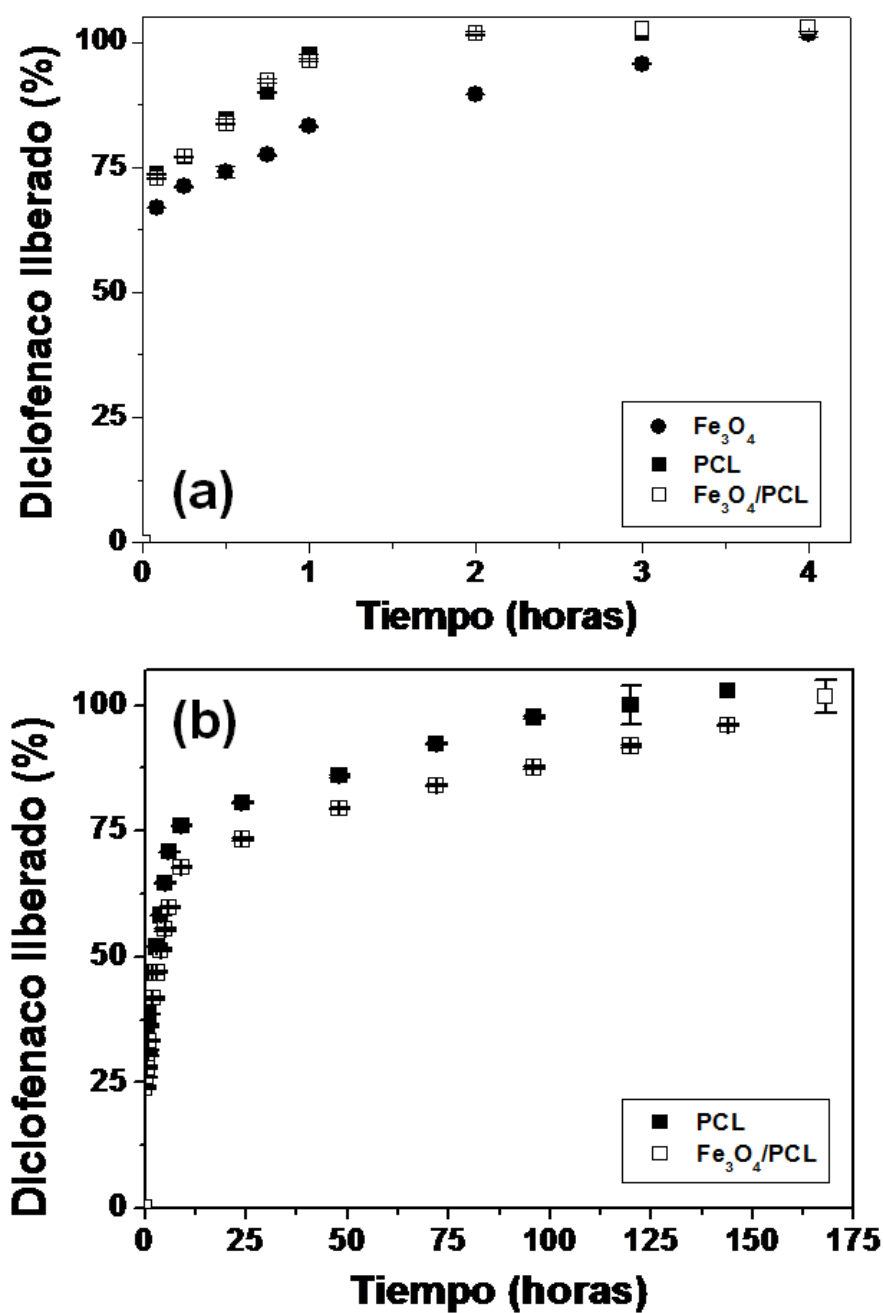 Diclofenaco liberado (%)
100
75
50
25
0
(a)
Fe₃O₄
PCL
Fe₃O₄/PCL
0 1 2 3 4
Tiempo (horas)
Diclofenaco liberado (%)
100
75
50
25
0
(b)
PCL
Fe₃O₄/PCL
0 25 50 75 100 125 150 175
Tiempo (horas)